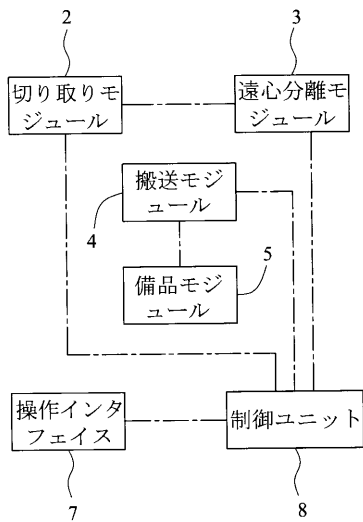 2
3
切り取りモ
ジュール
遠心分離モ
ジュール
搬送モジ
ュール
4
5
備品モジ
ュール
操作インタ
フェイス
制御ユニット
7
8